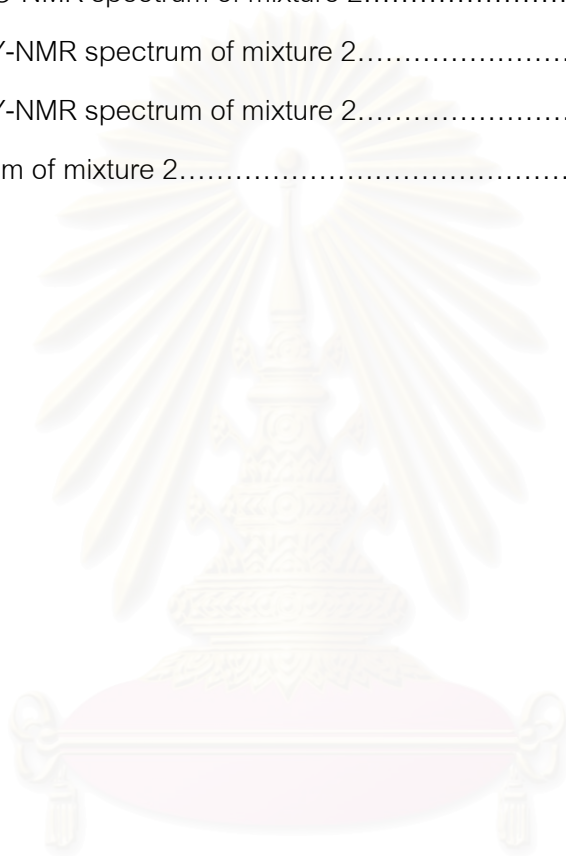 -NMR spectrum of mixture 2……………………
Y-NMR spectrum of mixture 2……………………
Y-NMR spectrum of mixture 2……………………
m of mixture 2…………………………………………